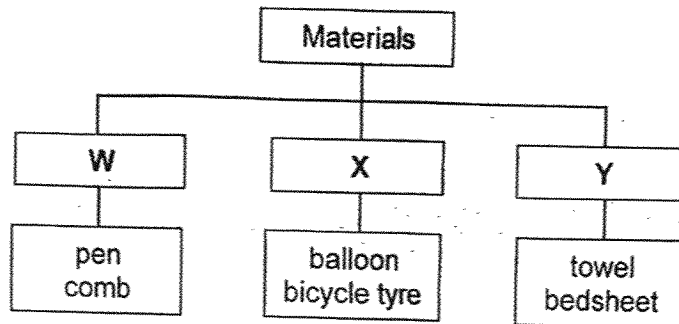 Materials
W
X
Y
pen
comb
balloon
bicycle tyre
towel
bedsheet